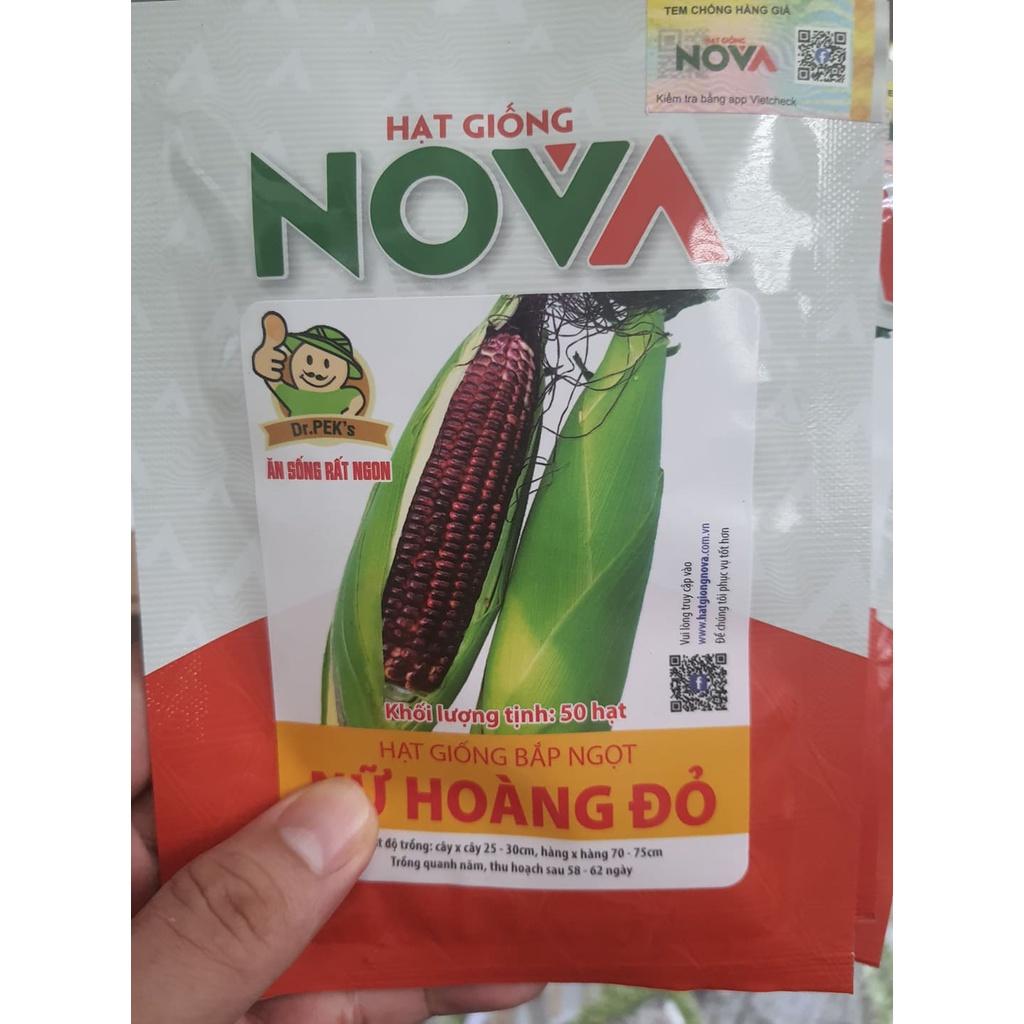 TEM CHỐNG HÀNG GIẢ
HẠT GIỐNG
NOVA
Kiểm tra bằng app Vietcheck
HẠT GIỐNG
NOVA
Dr.PEK's
ĂN SỐNG RẤT NGON
Vui lòng truy cập vào
www.hatgiongnova.com.vn
Để chúng tôi phục vụ tốt hơn
Khối lượng tịnh: 50 hạt
HẠT GIỐNG BẮP NGỌT
NỮ HOÀNG ĐỎ
độ trồng: cây x cây 25 - 30cm, hàng x hàng 70 - 75cm
Trồng quanh năm, thu hoạch sau 58 - 62 ngày